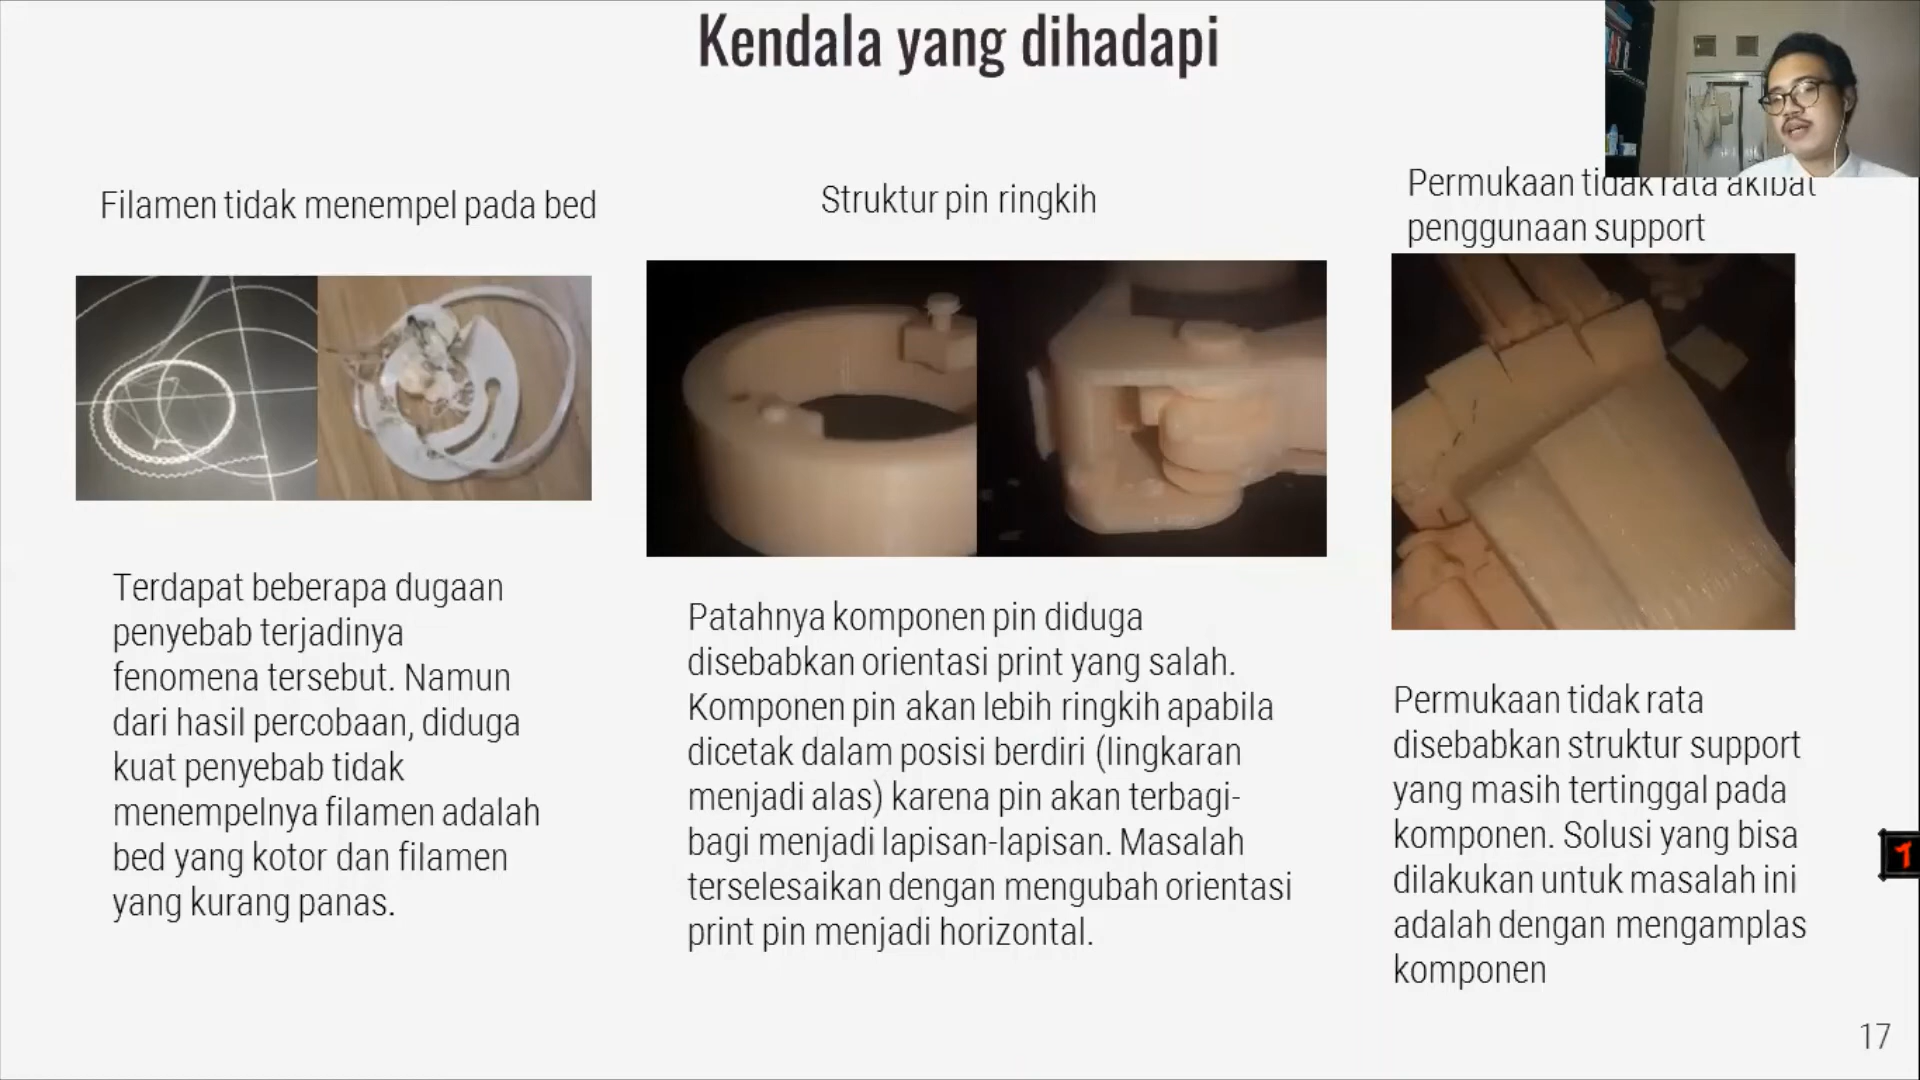 Kendala yang dihadapi
Filamen tidak menempel pada bed
Terdapat beberapa dugaan
penyebab terjadinya
fenomena tersebut. Namun
dari hasil percobaan, diduga
kuat penyebab tidak
menempelnya filamen adalah
bed yang kotor dan filamen
yang kurang panas.
Struktur pin ringkih
Patahnya komponen pin diduga
disebabkan orientasi print yang salah.
Komponen pin akan lebih ringkih apabila
dicetak dalam posisi berdiri (lingkaran
menjadi alas) karena pin akan terbagi-
bagi menjadi lapisan-lapisan. Masalah
terselesaikan dengan mengubah orientasi
print pin menjadi horizontal.
Permukaan tidak rata akibat
penggunaan support
Permukaan tidak rata
disebabkan struktur support
yang masih tertinggal pada
komponen. Solusi yang bisa
dilakukan untuk masalah ini
adalah dengan mengamplas
komponen
17